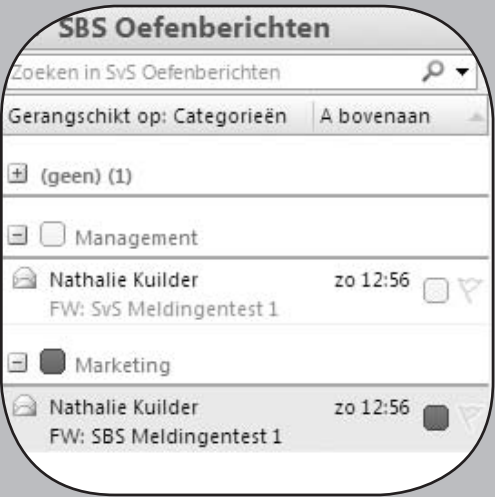 SBS Oefenberichten
Zoeken in SvS Oefenberichten
Gerangschikt op: Categorieën A bovenaan
(geen) (1)
Management
Nathalie Kuilder zo 12:56
FW: SvS Meldingentest 1
Marketing
Nathalie Kuilder zo 12:56
FW: SBS Meldingentest 1